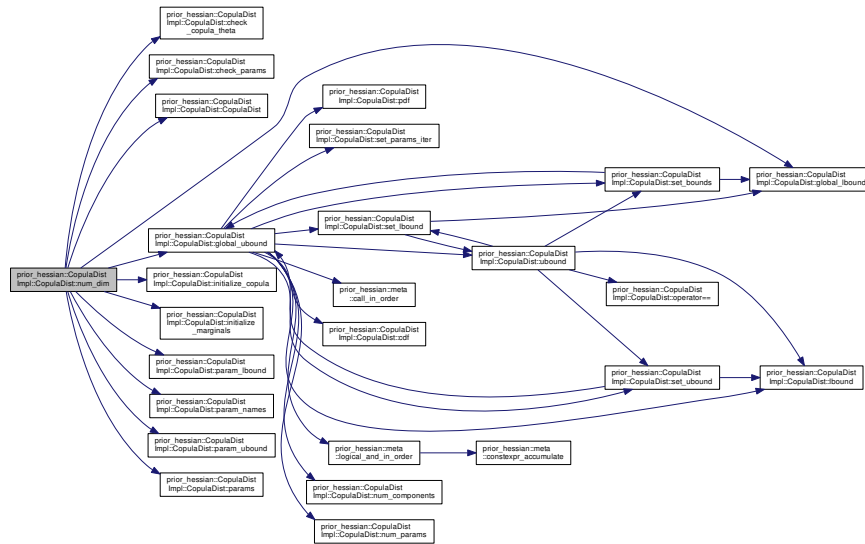 prior_hessian::CopulaDist
Impl::CopulaDist::num_dim
prior_hessian::CopulaDist
Impl::CopulaDist::check
_copula_theta
prior_hessian::CopulaDist
Impl::CopulaDist::check_params
prior_hessian::CopulaDist
Impl::CopulaDist::CopulaDist
prior_hessian::CopulaDist
Impl::CopulaDist::global_ubound
prior_hessian::CopulaDist
Impl::CopulaDist::initialize_copula
prior_hessian::CopulaDist
Impl::CopulaDist::initialize
_marginals
prior_hessian::CopulaDist
Impl::CopulaDist::param_lbound
prior_hessian::CopulaDist
Impl::CopulaDist::param_names
prior_hessian::CopulaDist
Impl::CopulaDist::param_ubound
prior_hessian::CopulaDist
Impl::CopulaDist::params
prior_hessian::CopulaDist
Impl::CopulaDist::pdf
prior_hessian::CopulaDist
Impl::CopulaDist::set_params_iter
prior_hessian::CopulaDist
Impl::CopulaDist::set_lbound
prior_hessian::meta
::call_in_order
prior_hessian::CopulaDist
Impl::CopulaDist::cdf
prior_hessian::meta
::logical_and_in_order
prior_hessian::CopulaDist
Impl::CopulaDist::num_components
prior_hessian::CopulaDist
Impl::CopulaDist::num_params
prior_hessian::CopulaDist
Impl::CopulaDist::ubound
prior_hessian::meta
::constexpr_accumulate
prior_hessian::CopulaDist
Impl::CopulaDist::set_bounds
prior_hessian::CopulaDist
Impl::CopulaDist::operator==
prior_hessian::CopulaDist
Impl::CopulaDist::set_ubound
prior_hessian::CopulaDist
Impl::CopulaDist::global_lbound
prior_hessian::CopulaDist
Impl::CopulaDist::lbound